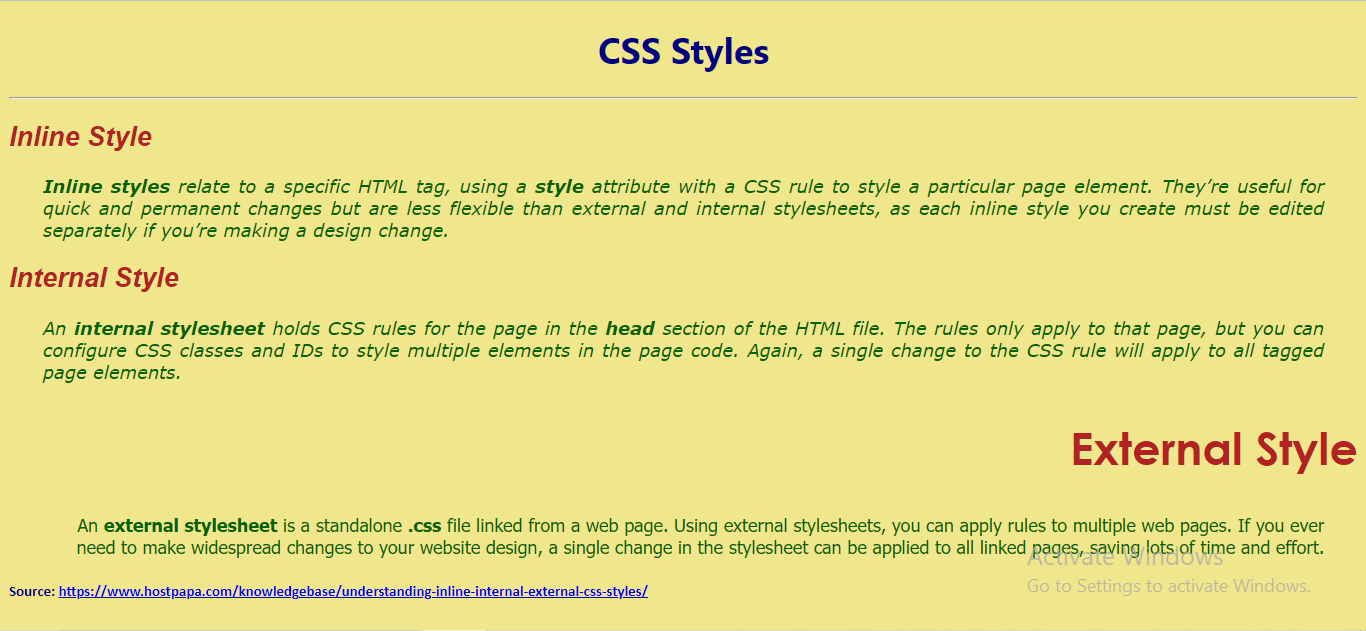 CSS Styles
Inline Style
Inline styles relate to a specific HTML tag, using a style attribute with a CSS rule to style a particular page element. They’re useful for
quick and permanent changes but are less flexible than external and internal stylesheets, as each inline style you create must be edited
separately if you’re making a design change.
Internal Style
An internal stylesheet holds CSS rules for the page in the head section of the HTML file. The rules only apply to that page, but you can
configure CSS classes and IDs to style multiple elements in the page code. Again, a single change to the CSS rule will apply to all tagged
page elements.
External Style
An external stylesheet is a standalone .css file linked from a web page. Using external stylesheets, you can apply rules to multiple web pages. If you ever
need to make widespread changes to your website design, a single change in the stylesheet can be applied to all linked pages, saving lots of time and effort.
Activate Windows
Go to Settings to activate Windows.
Source: https://www.hostpapa.com/knowledgebase/understanding-inline-internal-external-css-styles/